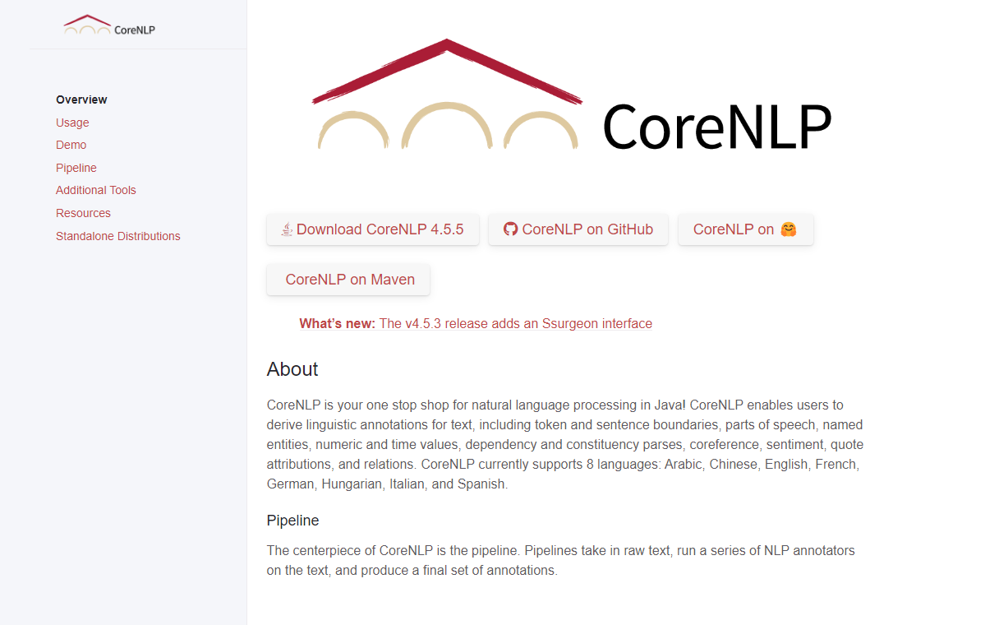 CoreNLP
Overview
Usage
Demo
Pipeline
Additional Tools
Resources
Standalone Distributions
CoreNLP
Download CoreNLP 4.5.5
CoreNLP on GitHub
CoreNLP on 🤗
CoreNLP on Maven
What’s new: The v4.5.3 release adds an Ssurgeon interface
About
CoreNLP is your one stop shop for natural language processing in Java! CoreNLP enables users to
derive linguistic annotations for text, including token and sentence boundaries, parts of speech, named
entities, numeric and time values, dependency and constituency parses, coreference, sentiment, quote
attributions, and relations. CoreNLP currently supports 8 languages: Arabic, Chinese, English, French,
German, Hungarian, Italian, and Spanish.
Pipeline
The centerpiece of CoreNLP is the pipeline. Pipelines take in raw text, run a series of NLP annotators
on the text, and produce a final set of annotations.